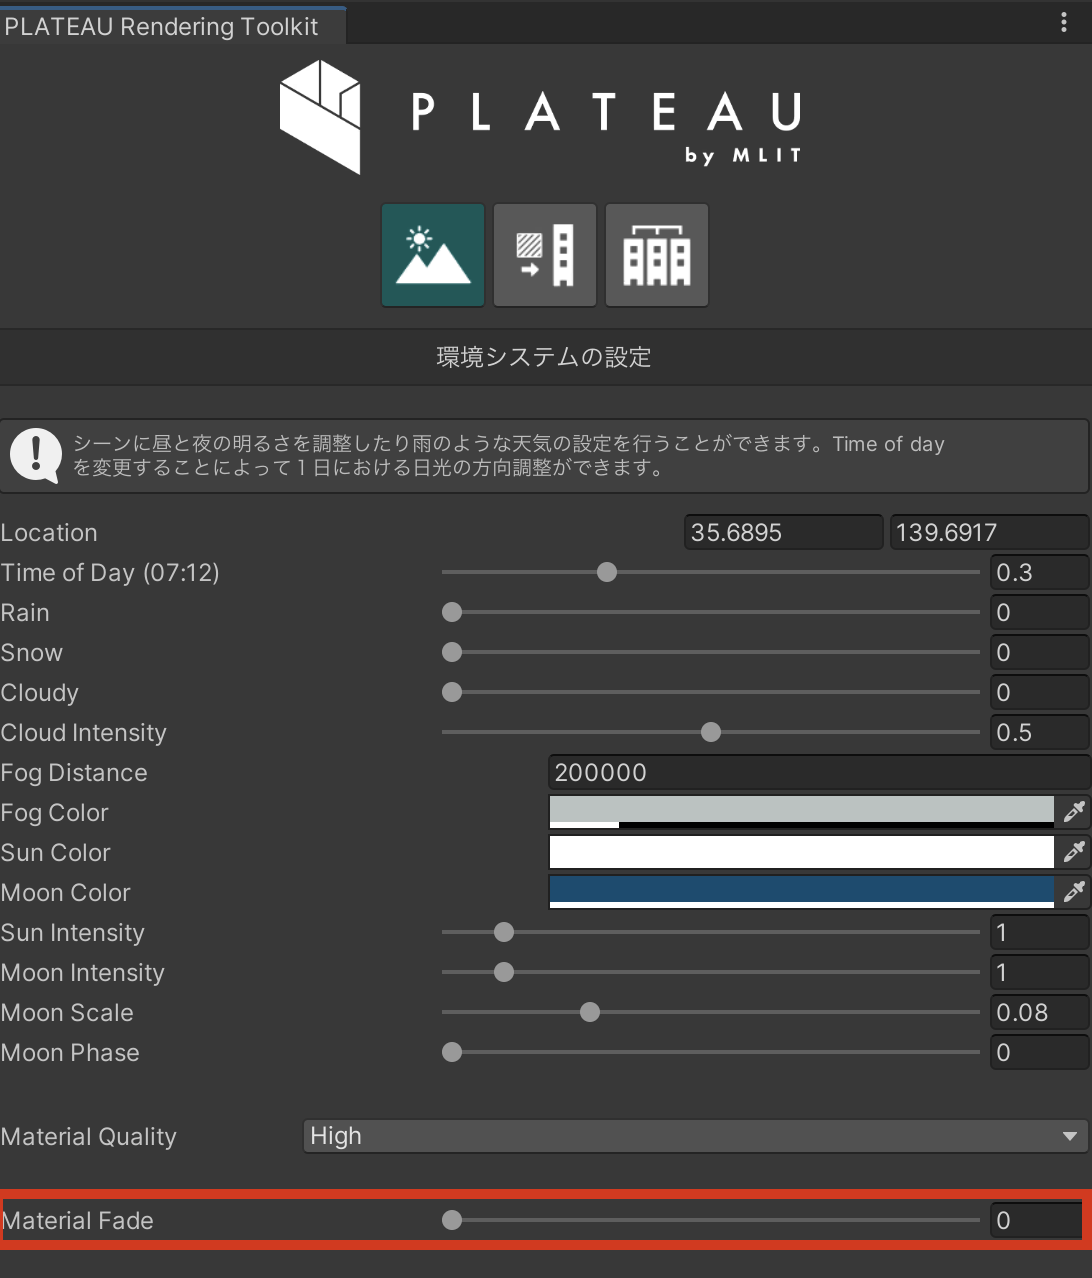 PLATEAU Rendering Toolkit
PLATEAU
by MLIT
環境システムの設定
シーンに昼と夜の明るさを調整したり雨のような天気の設定を行うことができます。Time of day
を変更することによって1日における日光の方向調整ができます。
Location 35.6895 139.6917
Time of Day (07:12) 0.3
Rain 0
Snow 0
Cloudy 0
Cloud Intensity 0.5
Fog Distance 200000
Fog Color
Sun Color
Moon Color
Sun Intensity 1
Moon Intensity 1
Moon Scale 0.08
Moon Phase 0
Material Quality High
Material Fade 0